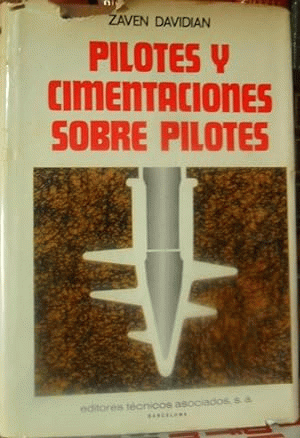 ZAVEN DAVIDIAN
PILOTES Y
CIMENTACIONES
SOBRE PILOTES
editores técnicos asociados, s. a.
BARCELONA